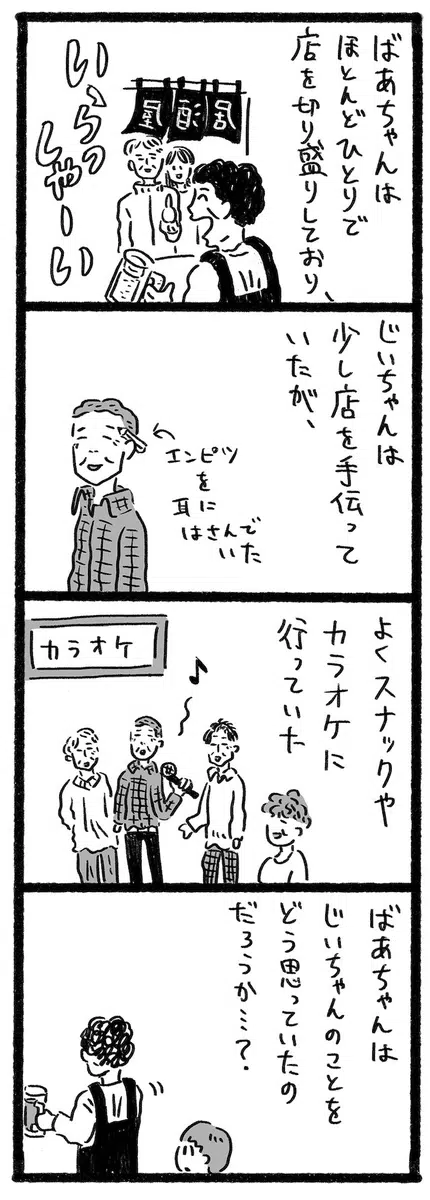 ばあちゃんは
ほとんどひとりで
店を切り盛りしており、
いらっ
しゃーい
じいちゃんは
少し店を手伝って
いたが、
エンピツ
を
耳に
はさんで
いた
よくスナックや
カラオケに
行っていた
カラオケ
ばあちゃんは
じいちゃんのことを
どう思っていたの
だろうか…?